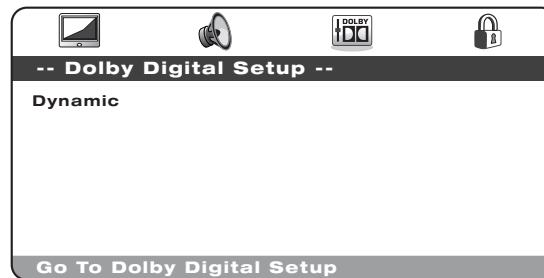 DOLBY
-- Dolby Digital Setup --
Dynamic
Go To Dolby Digital Setup